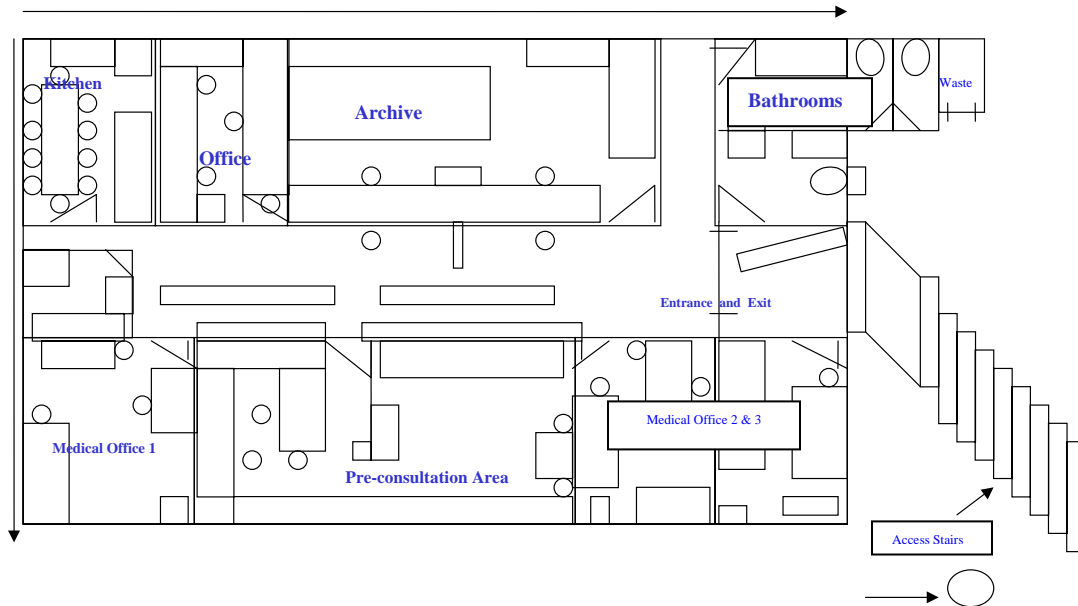 Kitchen
Waste
Bathrooms
Archive
Office
Entrance and Exit
Medical Office 2 & 3
Medical Office 1
Pre-consultation Area
Access Stairs